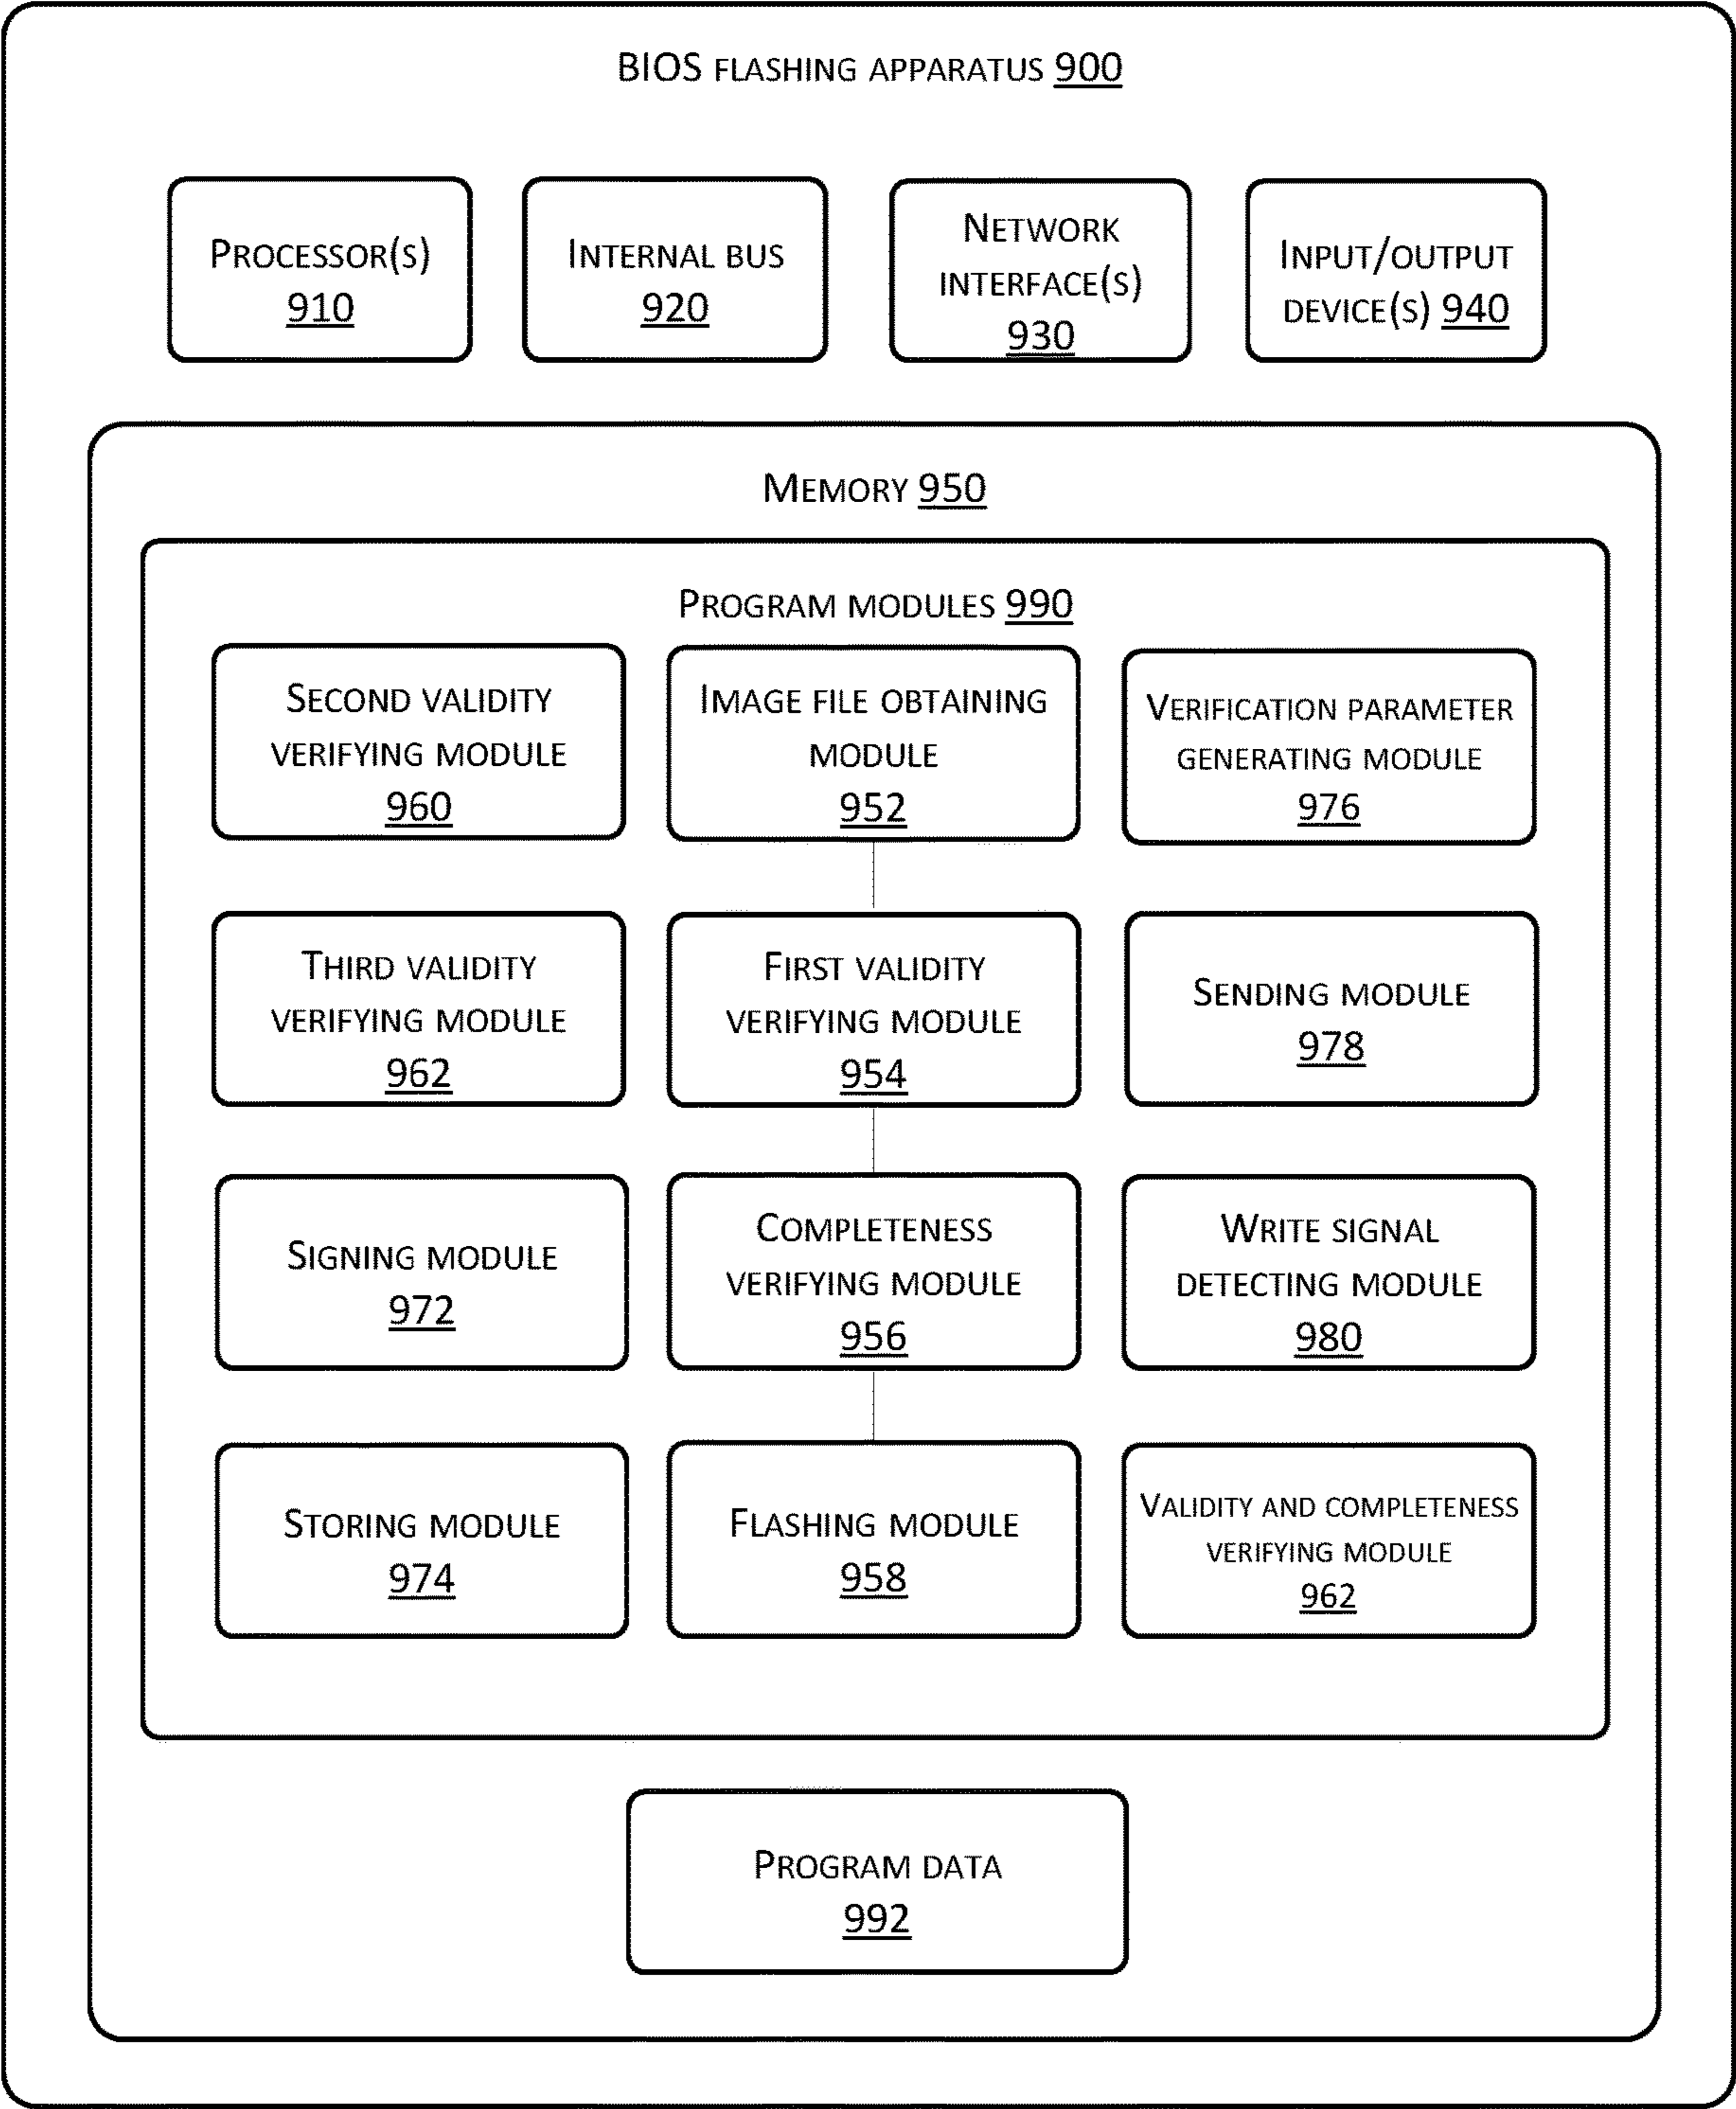 BIOS FLASHING APPARATUS 900
PROCESSOR(S)
910
INTERNAL BUS
920
NETWORK
INTERFACE(S)
930
INPUT/OUTPUT
DEVICE(S) 940
MEMORY 950
PROGRAM MODULES 990
SECOND VALIDITY
VERIFYING MODULE
960
IMAGE FILE OBTAINING
MODULE
952
VERIFICATION PARAMETER
GENERATING MODULE
976
THIRD VALIDITY
VERIFYING MODULE
962
FIRST VALIDITY
VERIFYING MODULE
954
SENDING MODULE
978
SIGNING MODULE
972
COMPLETENESS
VERIFYING MODULE
956
WRITE SIGNAL
DETECTING MODULE
980
STORING MODULE
974
FLASHING MODULE
958
VALIDITY AND COMPLETENESS
VERIFYING MODULE
962
PROGRAM DATA
992